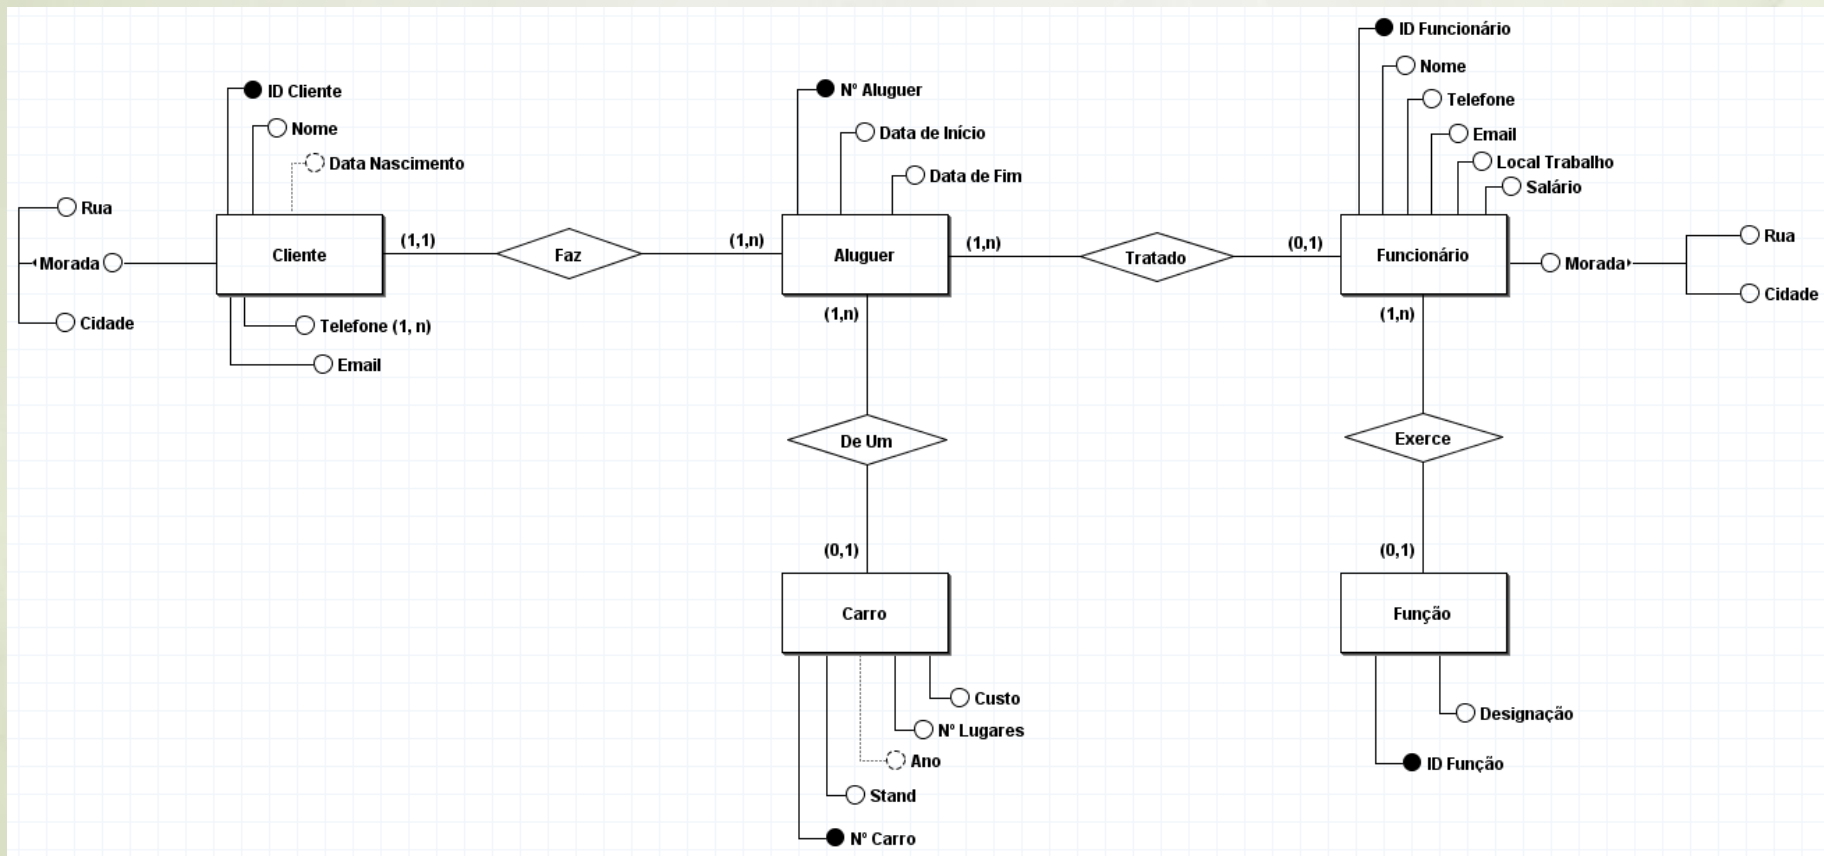 ID Cliente
Nome
Data Nascimento
Rua
Morada
Cidade
Cliente
Telefone (1, n)
Email
(1,1)
Faz
(1,n)
Nº Aluguer
Data de Início
Data de Fim
Aluguer
(1,n)
Tratado
(0,1)
ID Funcionário
Nome
Telefone
Email
Local Trabalho
Salário
Funcionário
Morada
Rua
Cidade
(1,n)
De Um
(0,1)
Carro
Custo
Nº Lugares
Ano
Stand
Nº Carro
(1,n)
Exerce
(0,1)
Função
Designação
ID Função